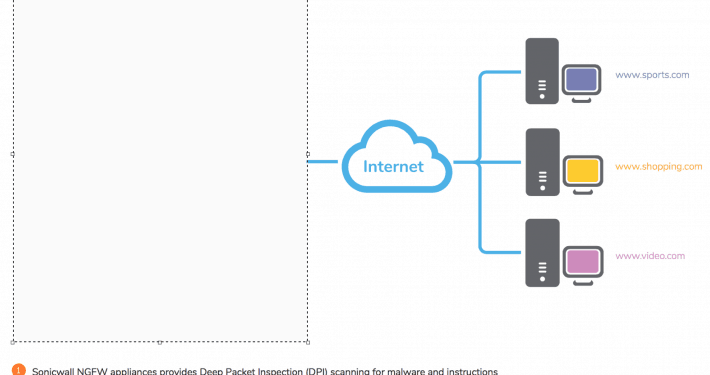 www.sports.com
Internet
www.shopping.com
www.video.com
1 Sonicwall NGFW appliances provides Deep Packet Inspection (DPI) scanning for malware and instructions